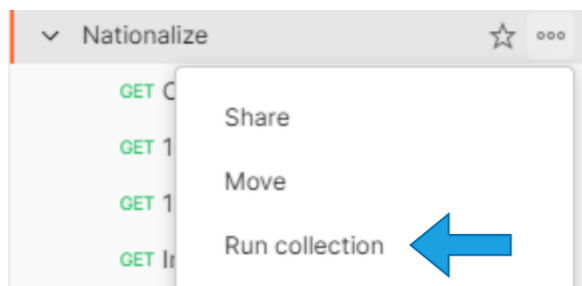 Nationalize
GET
Share
GET 1
Move
GET 1
Run collection
GET